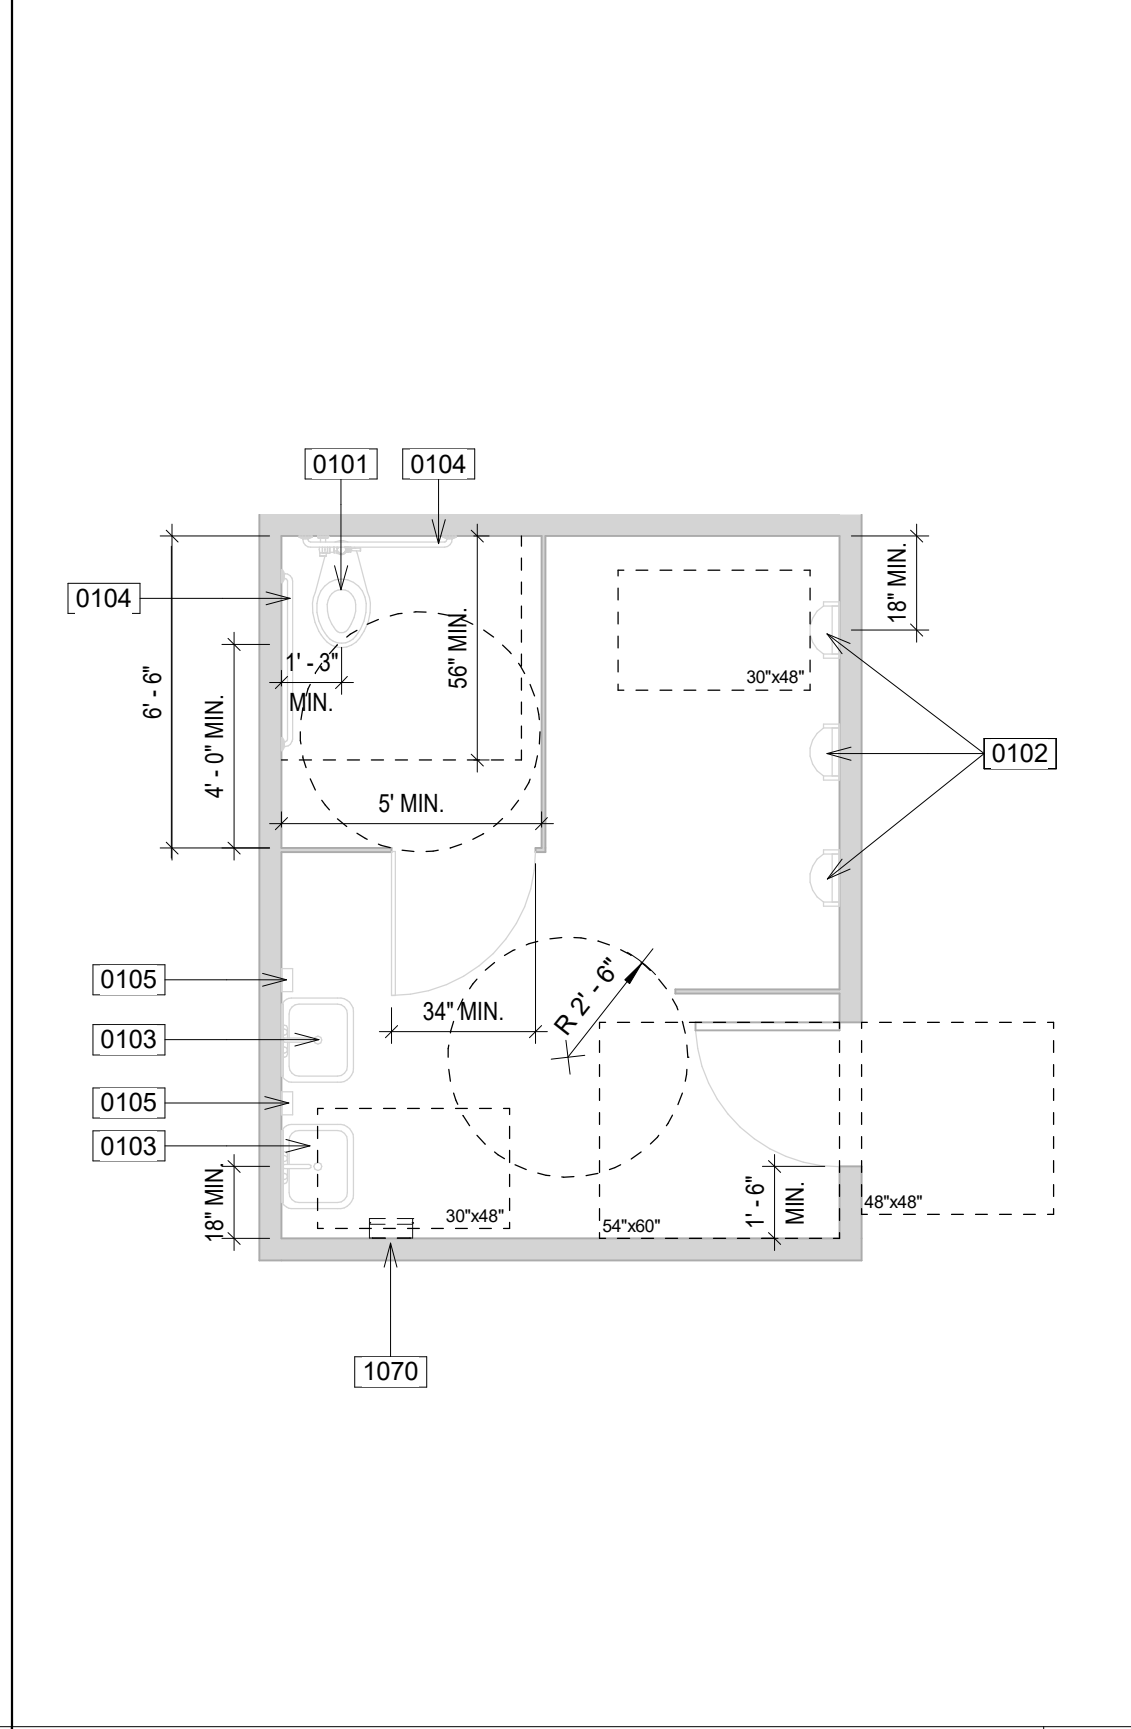 0101
0104
0104
18" MIN.
56" MIN.
1' - 3"
MIN.
30"x48"
6' - 6"
4' - 0" MIN.
0102
5' MIN.
0105
34" MIN.
R 2' - 6"
0103
0105
0103
18" MIN.
30"x48"
54"x60"
1' - 6"
MIN.
48"x48"
1070